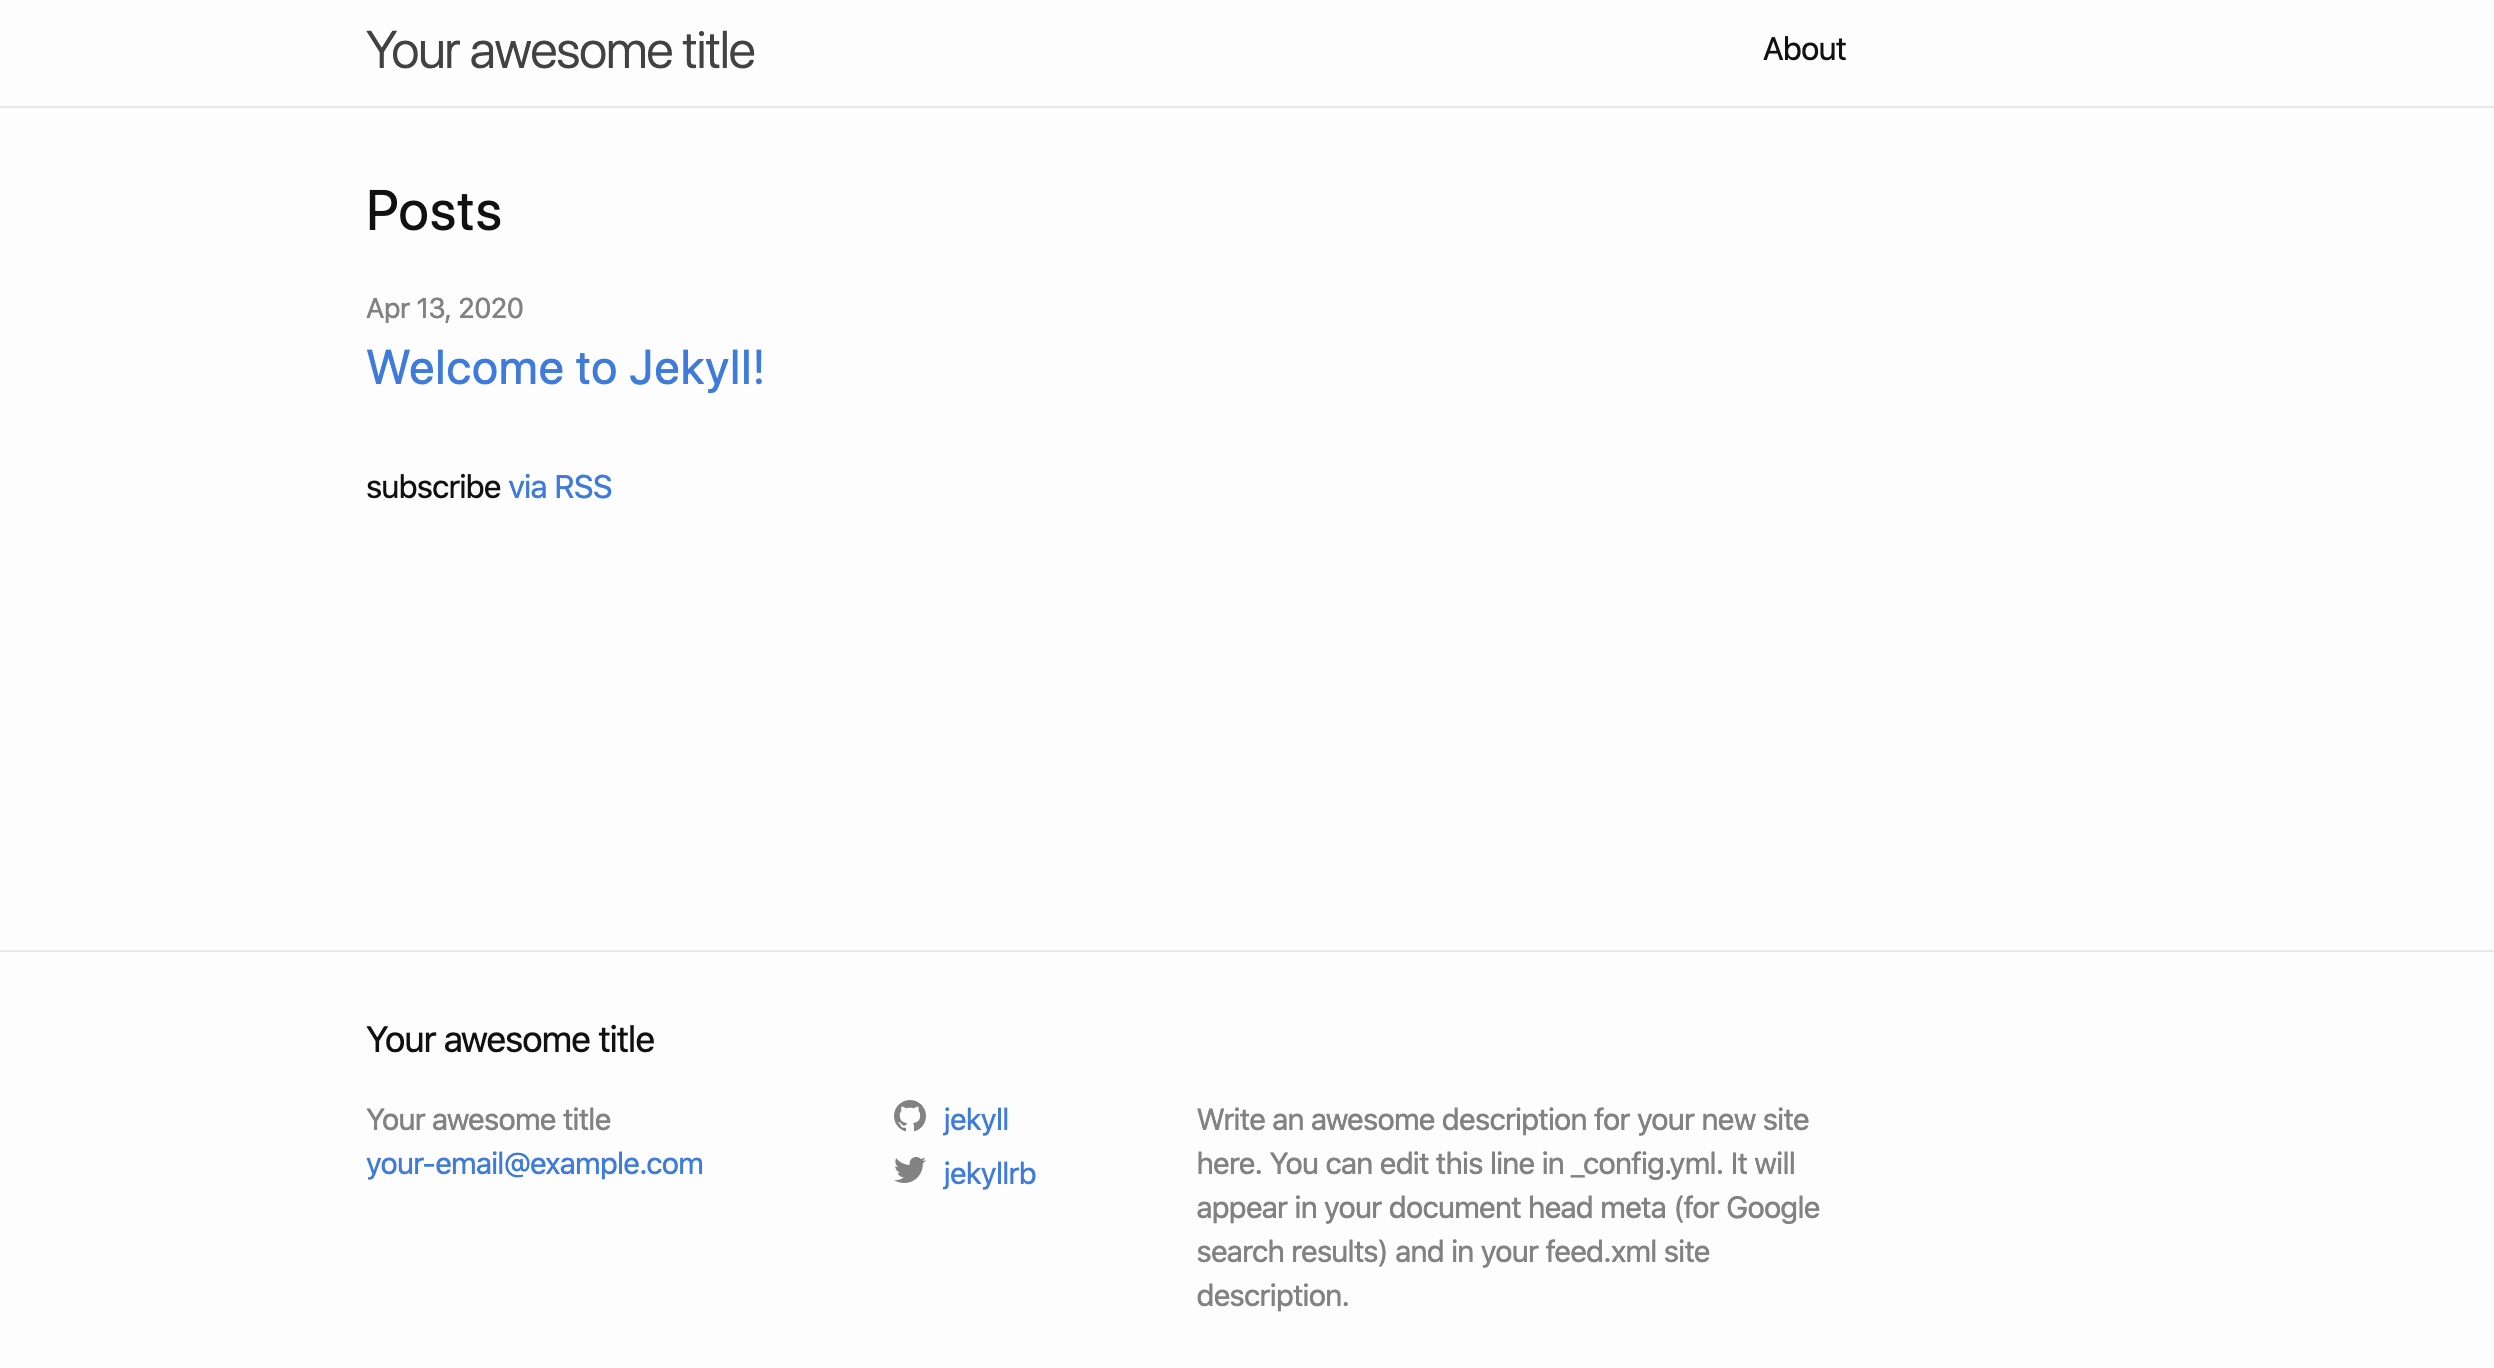 Your awesome title
About
Posts
Apr 13, 2020
Welcome to Jekyll!
subscribe via RSS
Your awesome title
Your awesome title
your-email@example.com
jekyll
jekyllrb
Write an awesome description for your new site
here. You can edit this line in _config.yml. It will
appear in your document head meta (for Google
search results) and in your feed.xml site
description.